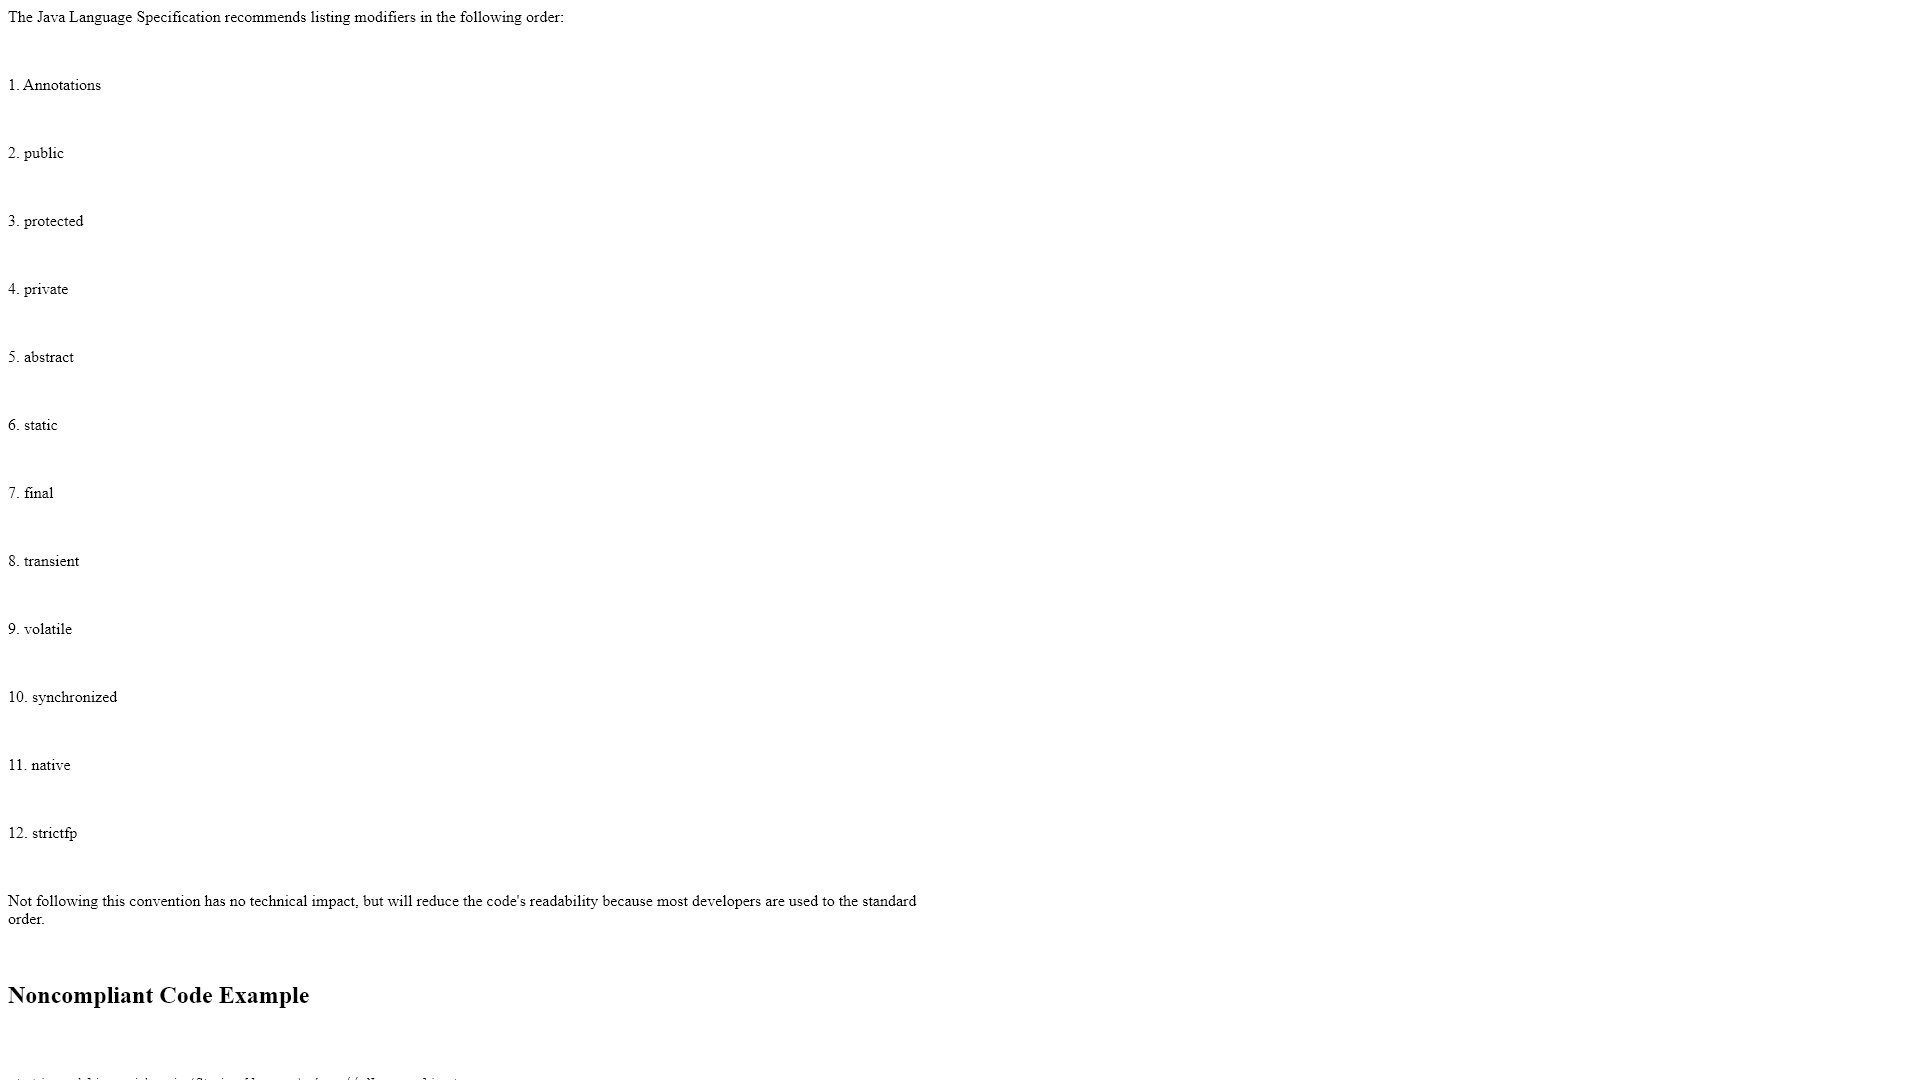 The Java Language Specification recommends listing modifiers in the following order:
1. Annotations
2. public
3. protected
4. private
5. abstract
6. static
7. final
8. transient
9. volatile
10. synchronized
11. native
12. strictfp
Not following this convention has no technical impact, but will reduce the code's readability because most developers are used to the standard
order.
Noncompliant Code Example